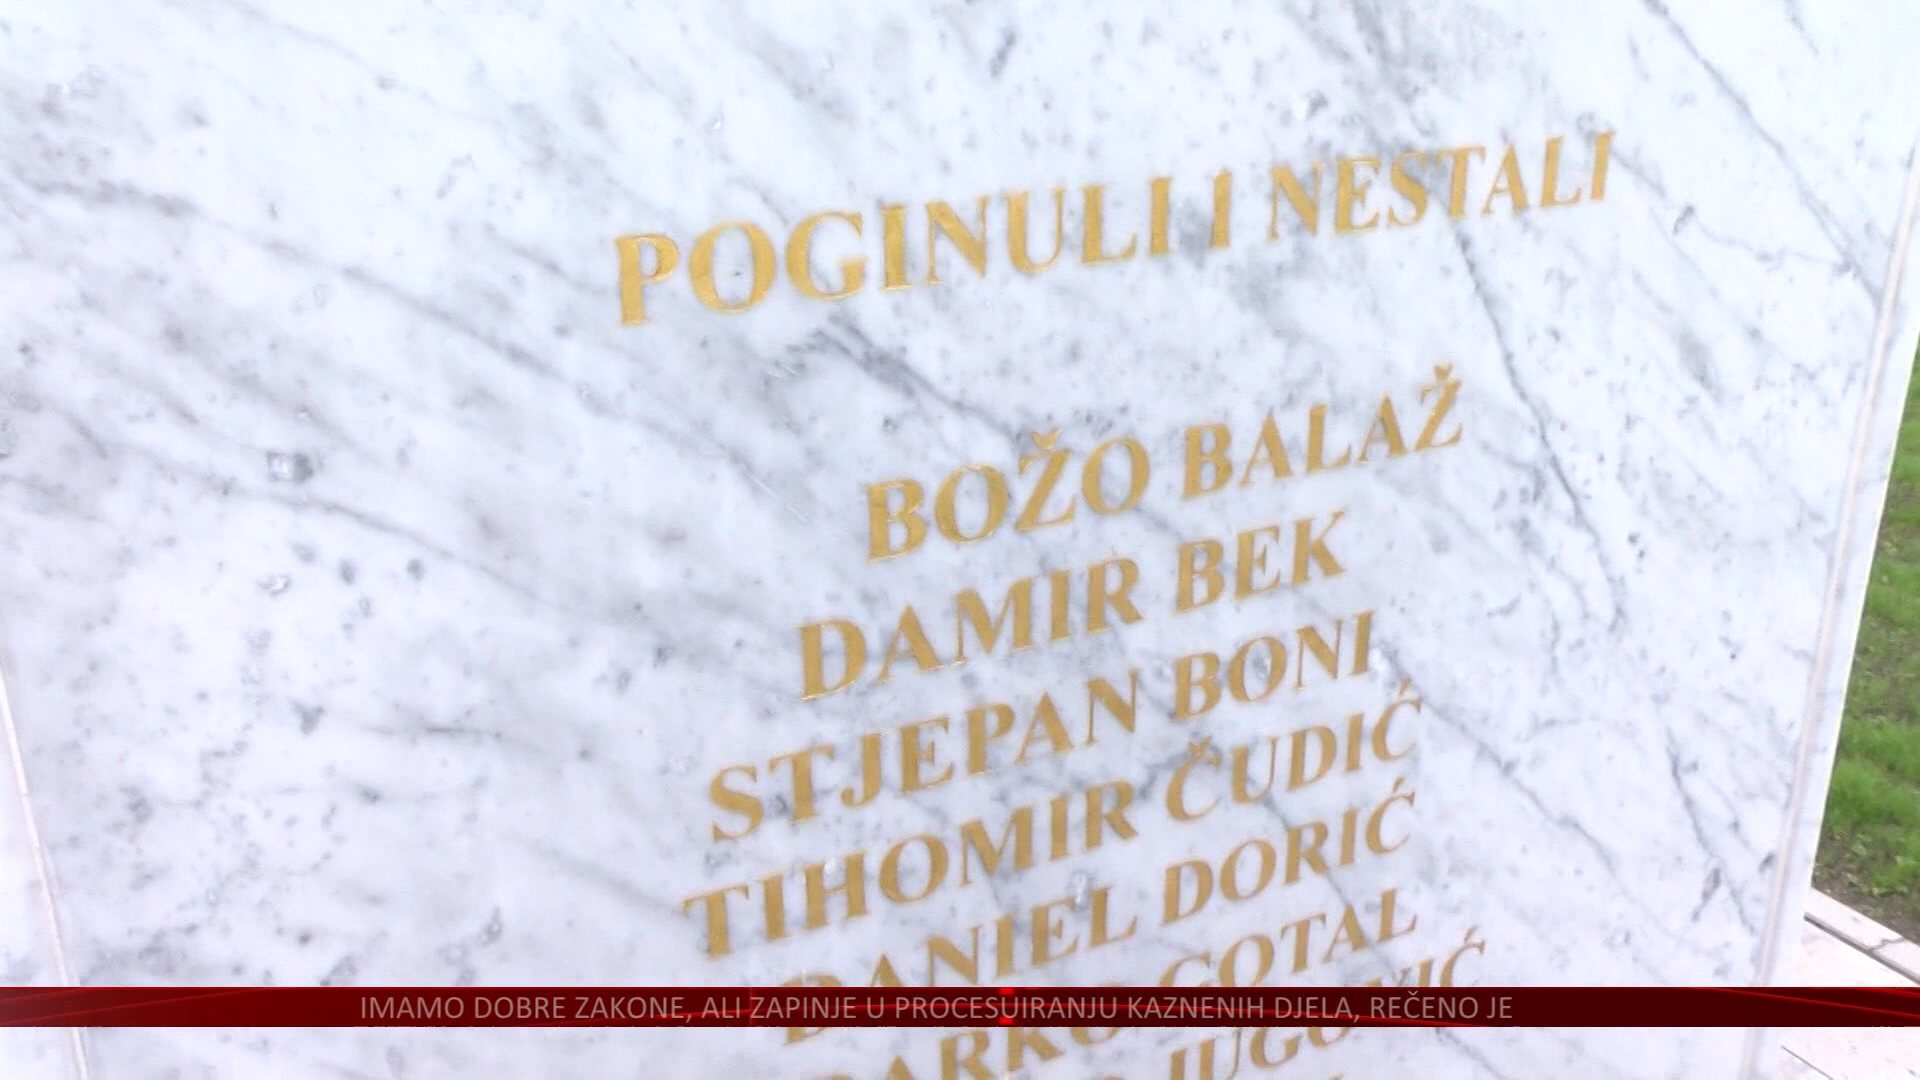 POGINULI I NESTALI
BOŽO BALAŽ
DAMIR BEK
STJEPAN BONI
TIHOMIR ČUDIĆ
DANIEL DORIĆ
GOTAL
IMAMO DOBRE ZAKONE, ALI ZAPINJE U PROCESUIRANJU KAZNENIH DJELA, REČENO JE